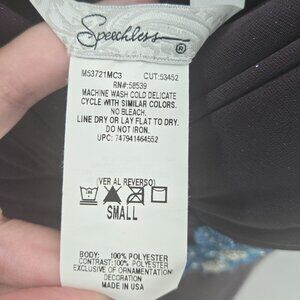 Speechless ®
M53721MC3 CUT:53452
RN#:58539
MACHINE WASH COLD DELICATE
CYCLE WITH SIMILAR COLORS.
NO BLEACH.
LINE DRY OR LAY FLAT TO DRY.
DO NOT IRON.
UPC: 747941464552
(VER AL REVERSO)
SMALL
BODY: 100% POLYESTER
CONTRAST:100% POLYESTER
EXCLUSIVE OF ORNAMENTATION/
DECORATION
MADE IN CHINA